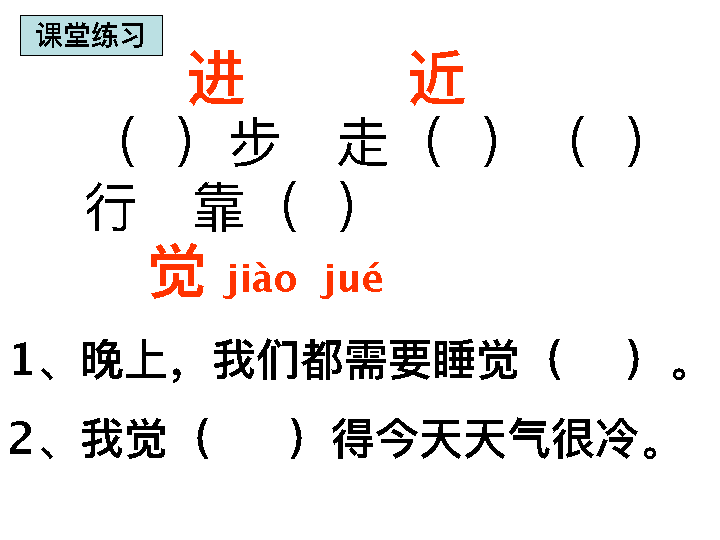 课堂练习
进 近
（ ）步 走（ ）（ ）
行 靠（ ）
觉 jiào jué
1、晚上，我们都需要睡觉（ ）。
2、我觉（ ）得今天天气很冷。